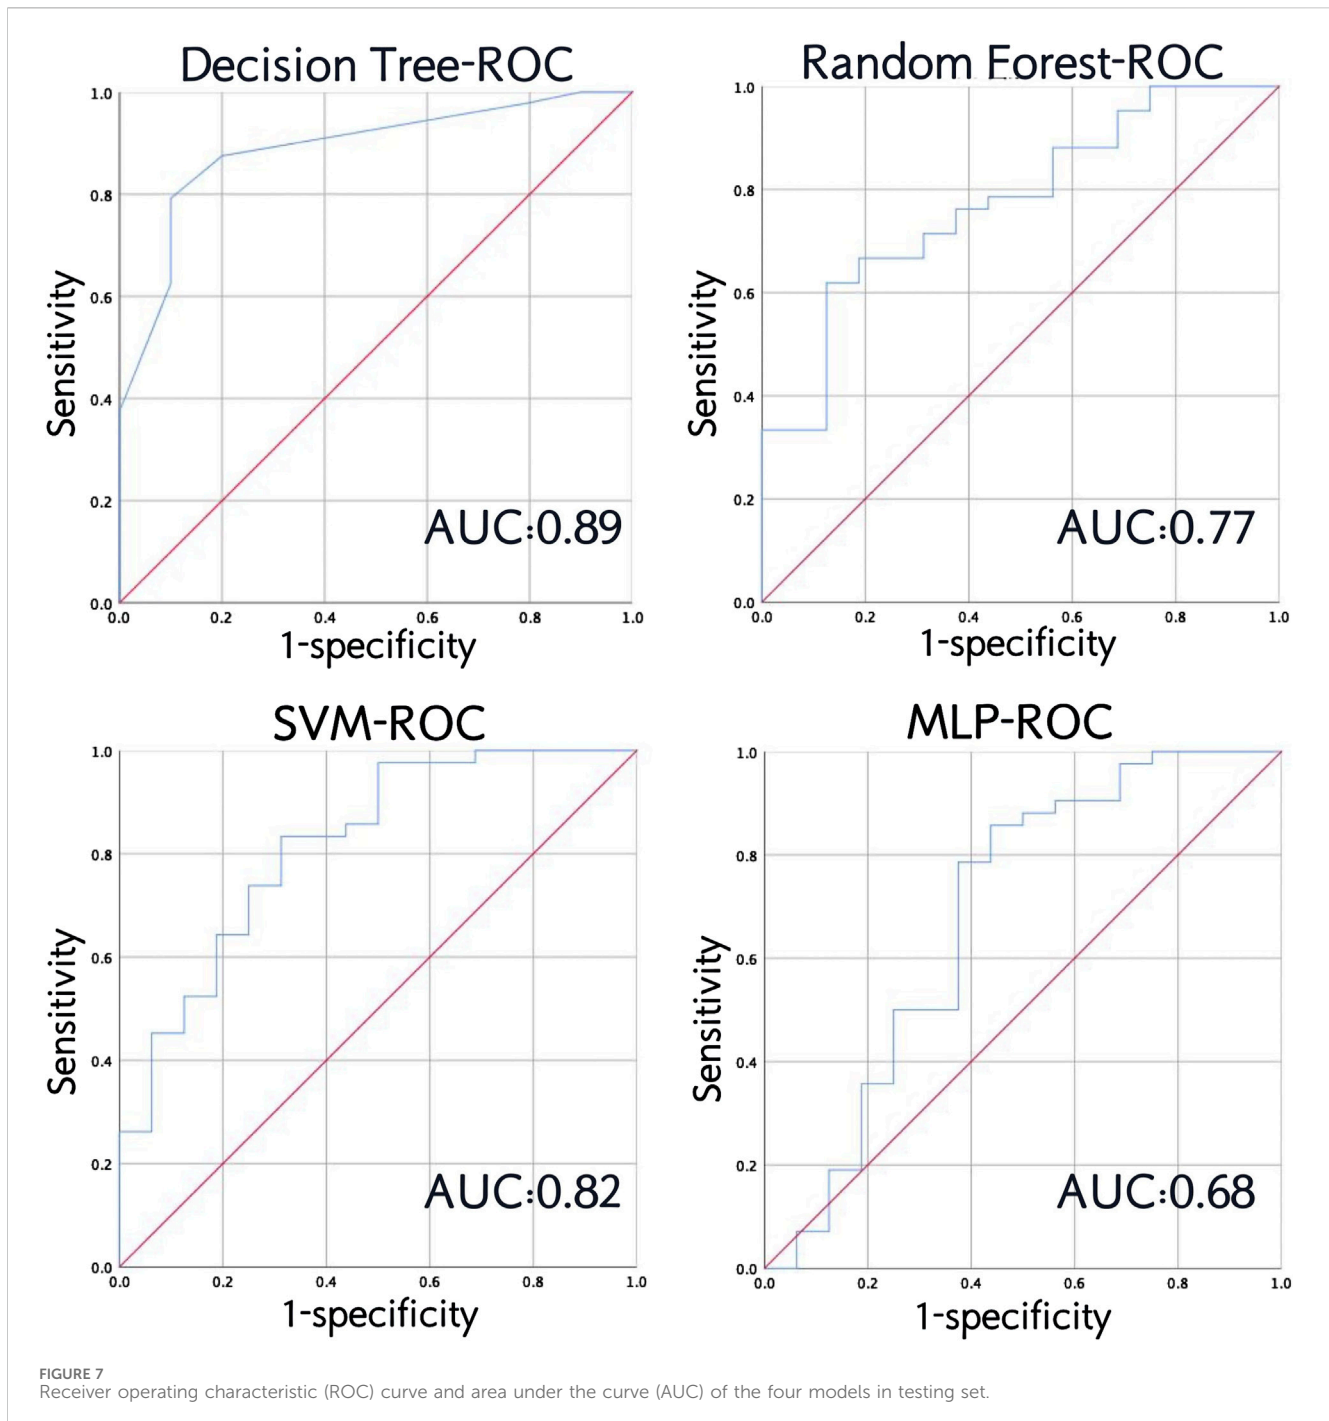 Decision Tree-ROC
1.0
0.8
0.6
0.4
0.2
0.0
Sensitivity
AUC:0.89
0.0 0.2 0.4 0.6 0.8 1.0
1-specificity
Random Forest-ROC
1.0
0.8
0.6
0.4
0.2
0.0
Sensitivity
AUC:0.77
0.0 0.2 0.4 0.6 0.8 1.0
1-specificity
SVM-ROC
1.0
0.8
0.6
0.4
0.2
0.0
Sensitivity
AUC:0.82
0.0 0.2 0.4 0.6 0.8 1.0
1-specificity
MLP-ROC
1.0
0.8
0.6
0.4
0.2
0.0
Sensitivity
AUC:0.68
0.0 0.2 0.4 0.6 0.8 1.0
1-specificity
FIGURE 7
Receiver operating characteristic (ROC) curve and area under the curve (AUC) of the four models in testing set.